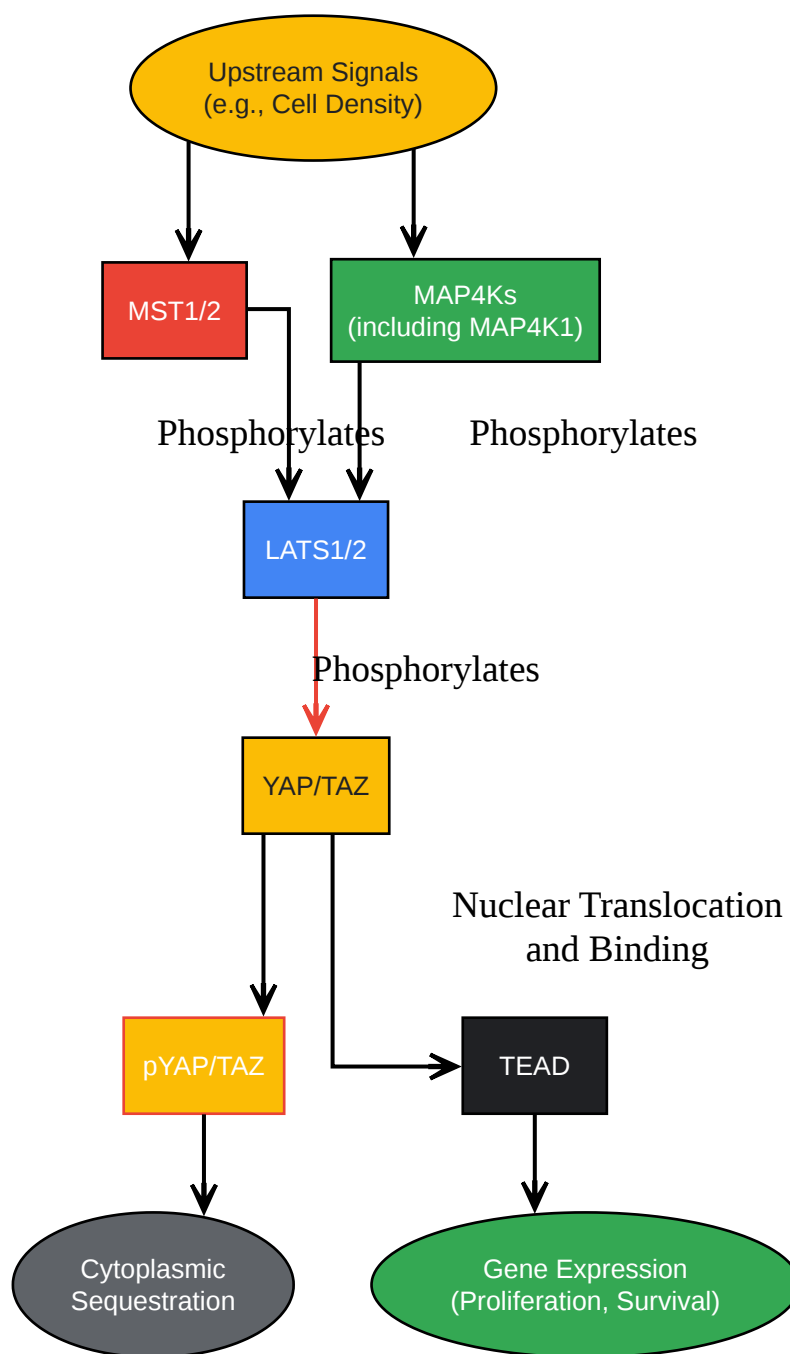 Upstream Signals
(e.g., Cell Density)
MST1/2
MAP4Ks
(including MAP4K1)
Phosphorylates
Phosphorylates
LATS1/2
Phosphorylates
YAP/TAZ
Nuclear Translocation
and Binding
pYAP/TAZ
TEAD
Cytoplasmic
Sequestration
Gene Expression
(Proliferation, Survival)